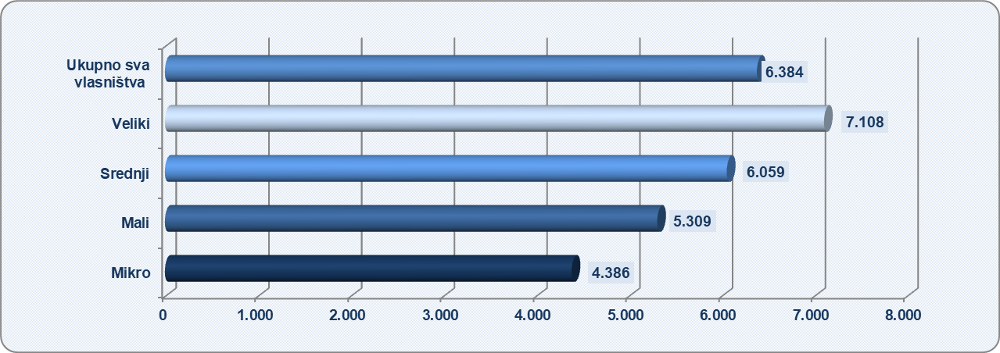 Ukupno sva
vlasništva
6.384
Veliki
7.108
Srednji
6.059
Mali
5.309
Mikro
4.386
0 1.000 2.000 3.000 4.000 5.000 6.000 7.000 8.000